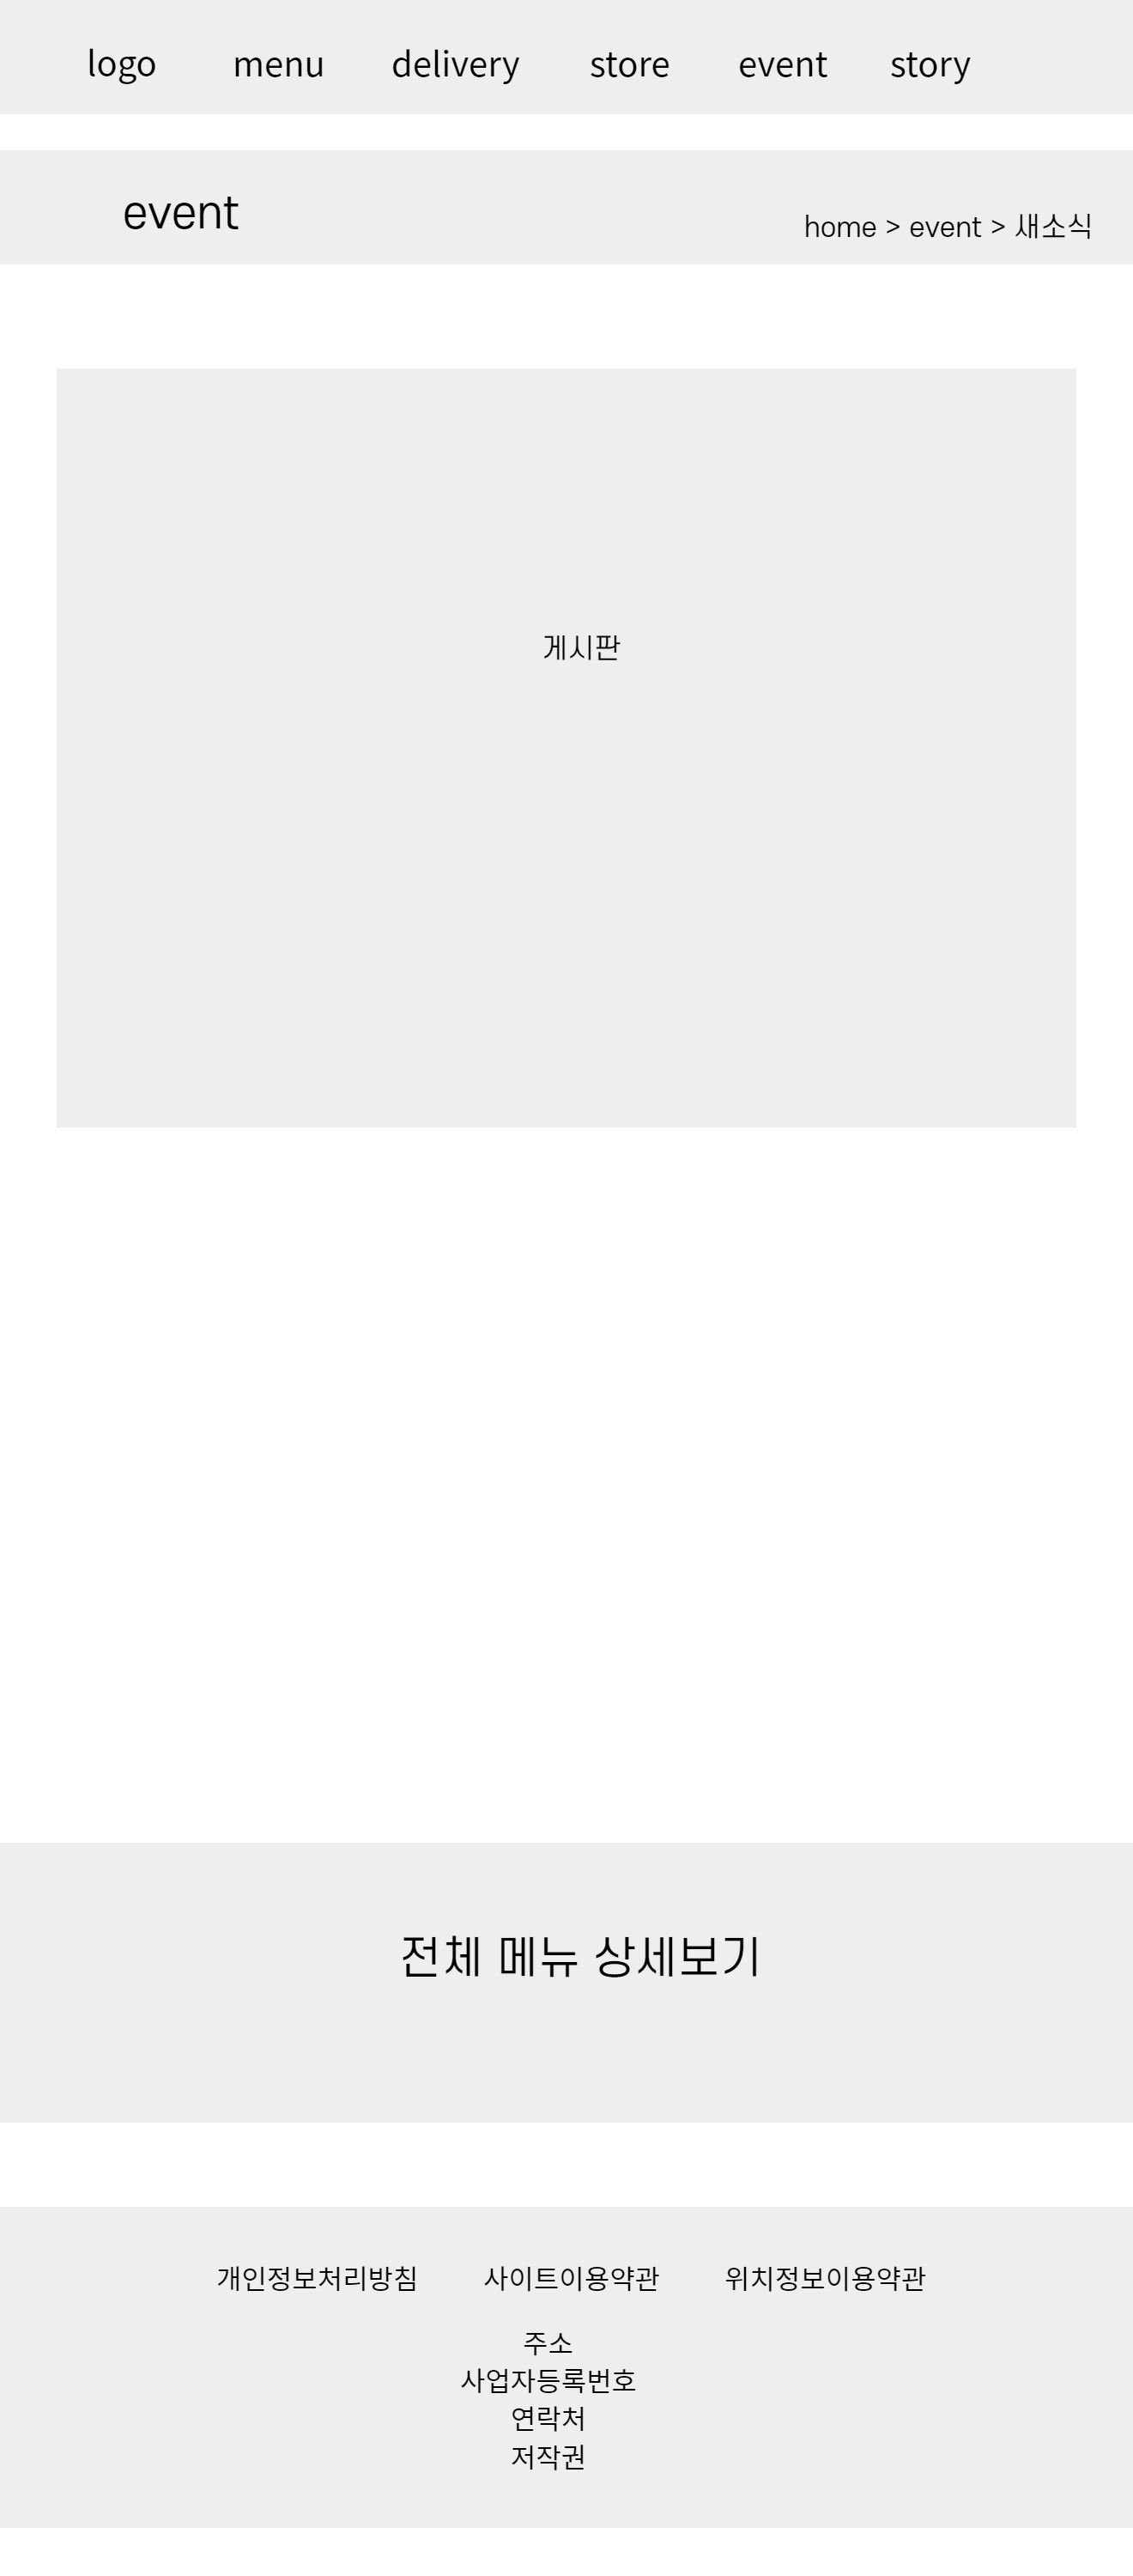 logo menu delivery store event story
event
home > event > 새소식
게시판
전체 메뉴 상세보기
개인정보처리방침 사이트이용약관 위치정보이용약관
주소
사업자등록번호
연락처
저작권